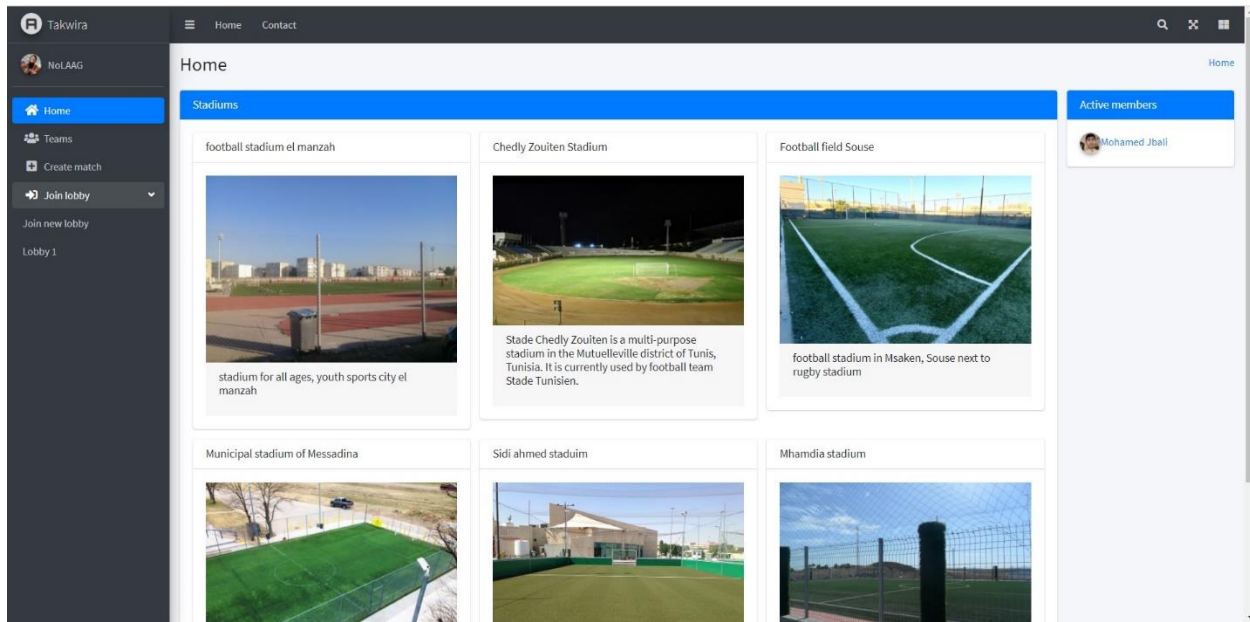 Takwira
Home Contact
NoLAAG
Home
Teams
Create match
Join lobby
Join new lobby
Lobby 1
Home
Home
Stadiums
football stadium el manzah
stadium for all ages, youth sports city el
manzah
Chedly Zouiten Stadium
Stade Chedly Zouiten is a multi-purpose
stadium in the Mutuelleville district of Tunis,
Tunisia. It is currently used by football team
Stade Tunisien.
Football field Souse
football stadium in Msaken, Souse next to
rugby stadium
Municipal stadium of Messadina
Sidi ahmed staduim
Mhamdia stadium
Active members
Mohamed Jbali